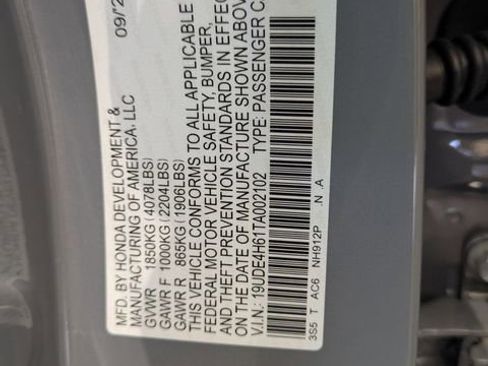 09/2
MFD. BY HONDA DEVELOPMENT &
MANUFACTURING OF AMERICA, LLC
GVWR 1850KG(4078LBS)
GAWR F 1000KG(2204LBS)
GAWR R 865KG(1906LBS)
THIS VEHICLE CONFORMS TO ALL APPLICABLE
FEDERAL MOTOR VEHICLE SAFETY, BUMPER,
AND THEFT PREVENTION STANDARDS IN EFFE
ON THE DATE OF MANUFACTURE SHOWN ABOV
V.I.N.: 19UDE4H61TA002102 TYPE: PASSENGER CA
3S5 T AC6 NH912P .N .A